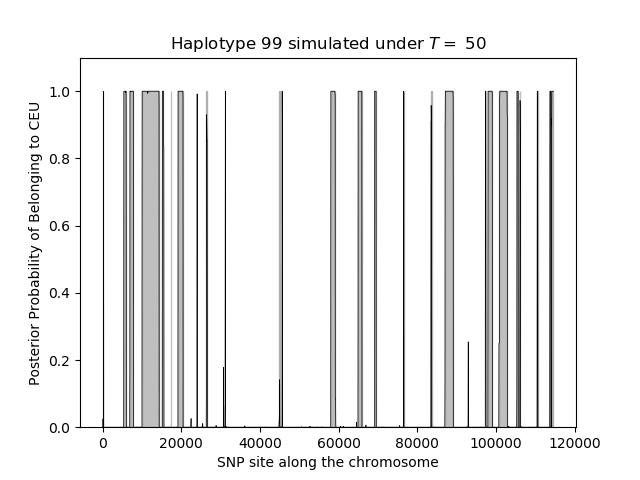 Haplotype 99 simulated under T = 50
Posterior Probability of Belonging to CEU
1.0
0.8
0.6
0.4
0.2
0.0
0 20000 40000 60000 80000 100000 120000
SNP site along the chromosome